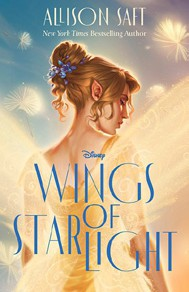 ALLISON SAFT
New York Times Bestselling Author
Disney
WINGS
OF
STAR
LIGHT